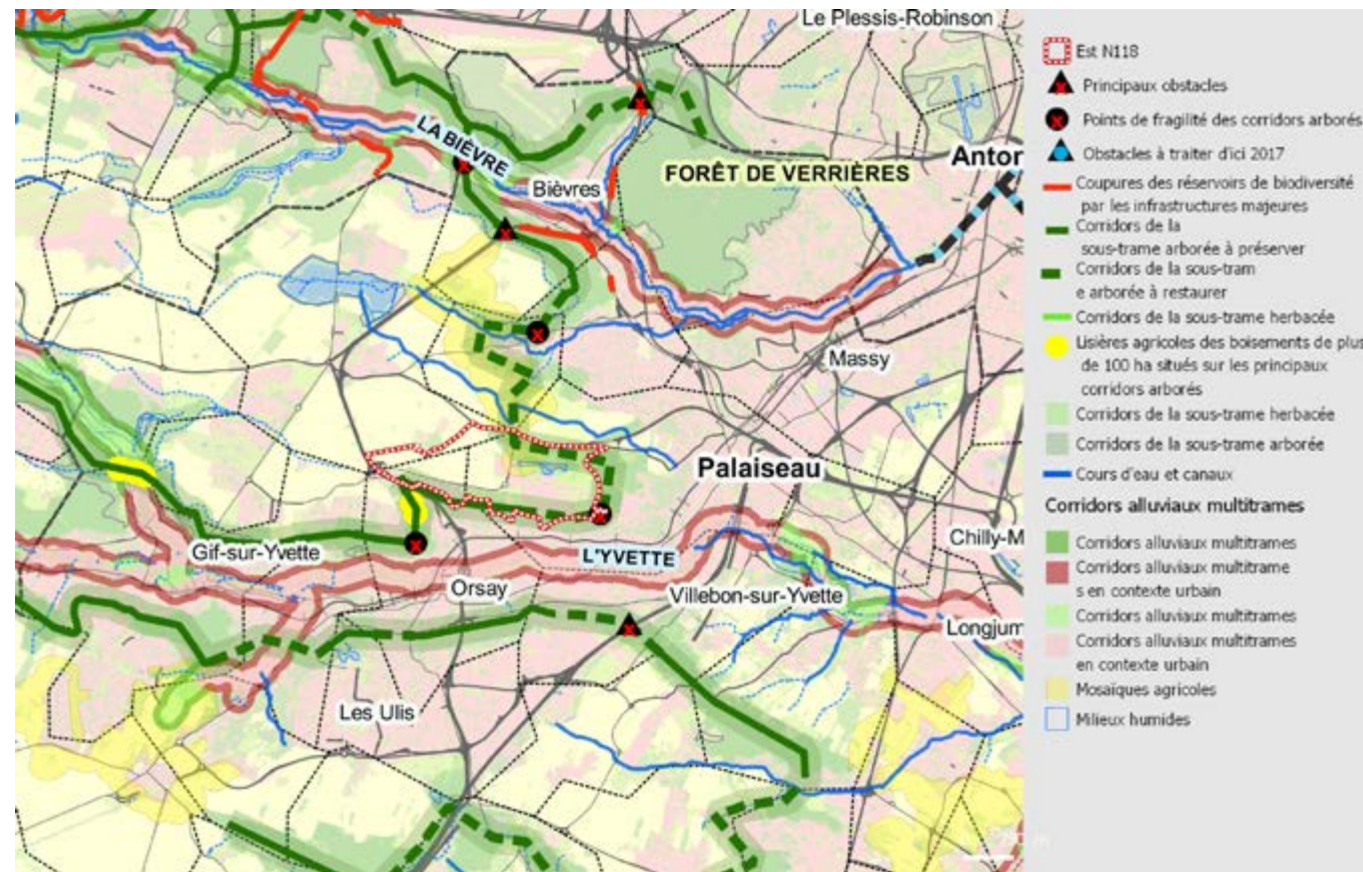 Le Plessis-Robinson
LA BIÈVRE
Bièvres
FORÊT DE VERRIÈRES
Anton
Massy
Palaiseau
Gif-sur-Yvette
L'YVETTE
Chilly-M
Orsay
Villebon-sur-Yvette
Longjum
Les Ulis
Est N118
Principaux obstacles
Points de fragilité des corridors arborés
Obstacles à traiter d'ici 2017
Coupures des réservoirs de biodiversité
par les infrastructures majeures
Corridors de la
sous-trame arborée à préserver
Corridors de la sous-tram
e arborée à restaurer
Corridors de la sous-trame herbacée
Lisières agricoles des boisements de plus
de 100 ha situés sur les principaux
corridors arborés
Corridors de la sous-trame herbacée
Corridors de la sous-trame arborée
Cours d'eau et canaux
Corridors alluviaux multitrames
Corridors alluviaux multitrames
Corridors alluviaux multitrame
s en contexte urbain
Corridors alluviaux multitrames
Corridors alluviaux multitrames
en contexte urbain
Mosaïques agricoles
Milieux humides